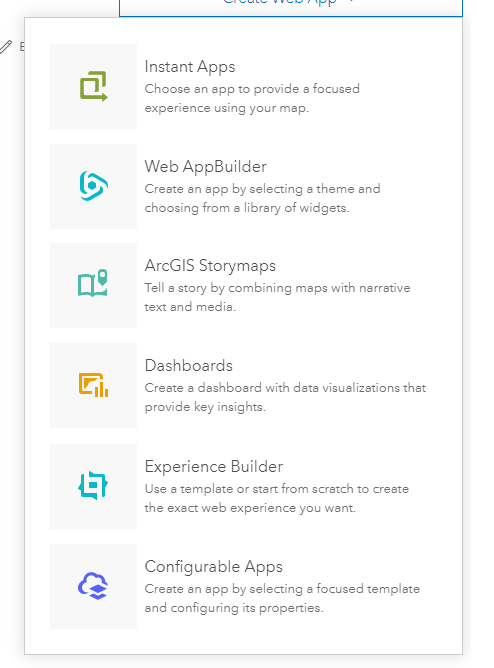 Create Web App
Instant Apps
Choose an app to provide a focused
experience using your map.
Web AppBuilder
Create an app by selecting a theme and
choosing from a library of widgets.
ArcGIS Storymaps
Tell a story by combining maps with narrative
text and media.
Dashboards
Create a dashboard with data visualizations that
provide key insights.
Experience Builder
Use a template or start from scratch to create
the exact web experience you want.
Configurable Apps
Create an app by selecting a focused template
and configuring its properties.